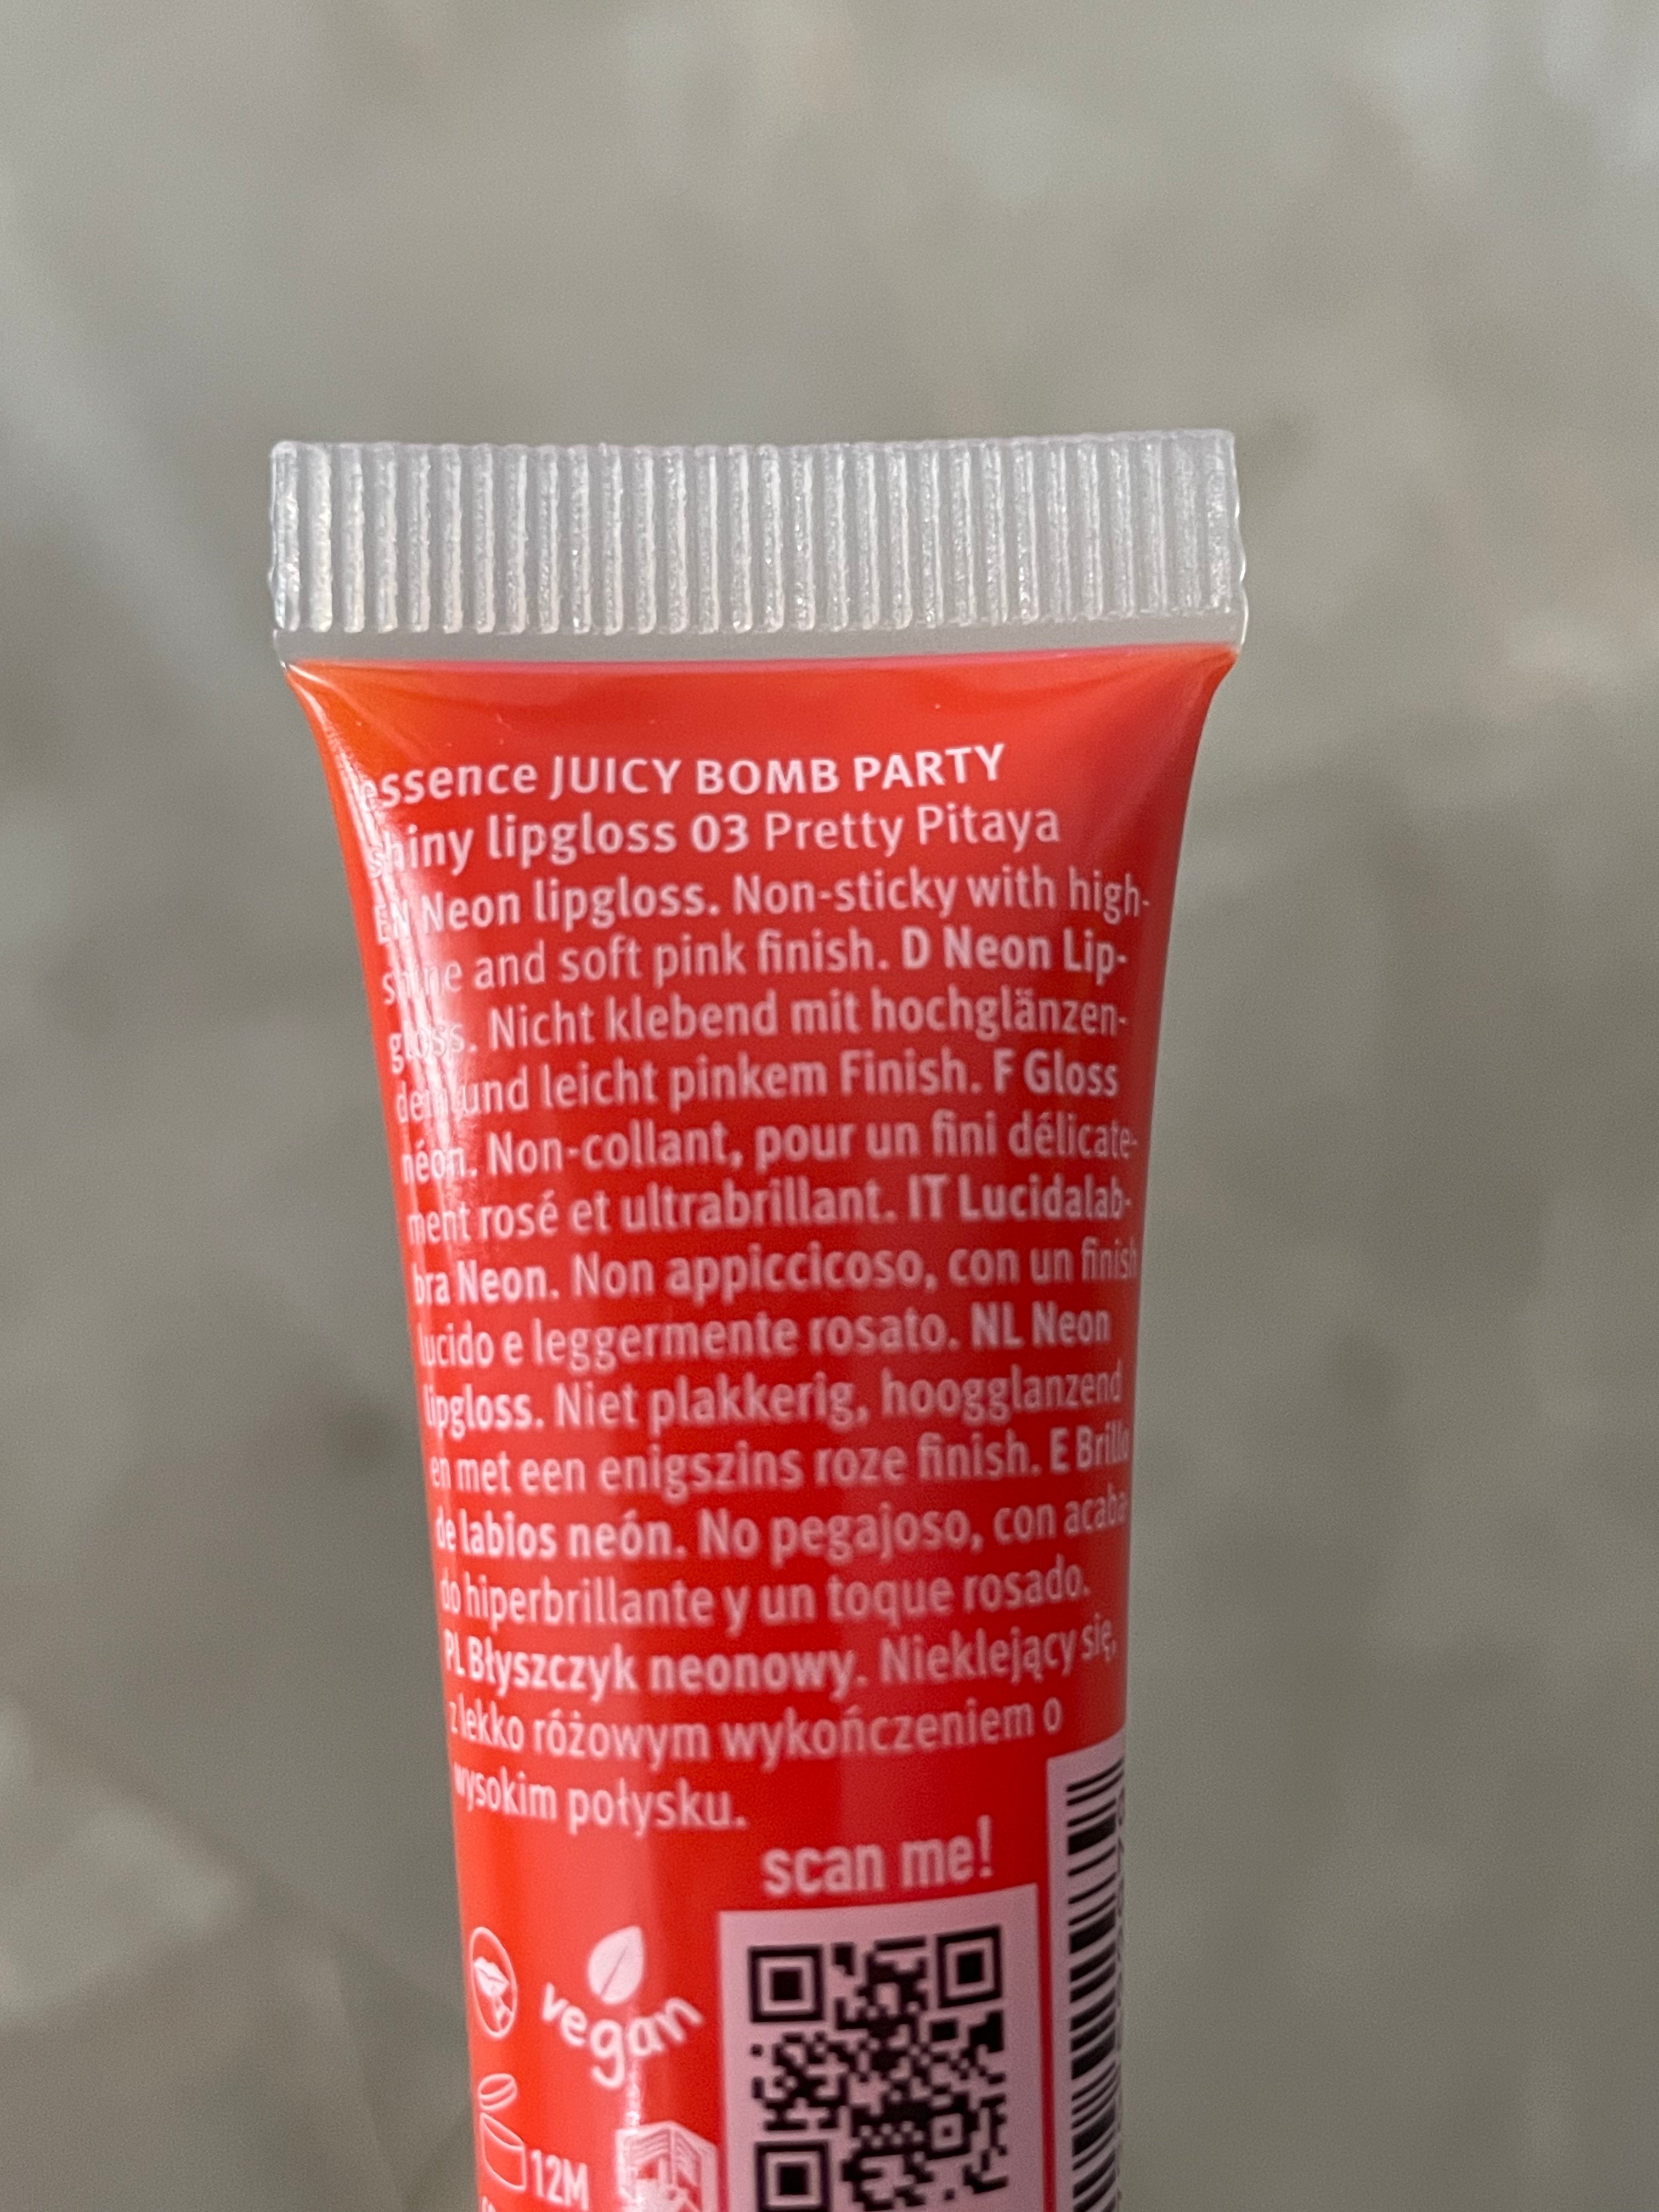 essence JUICY BOMB PARTY
shiny lipgloss 03 Pretty Pitaya
EN Neon lipgloss. Non-sticky with high-
shine and soft pink finish. D Neon Lip-
gloss. Nicht klebend mit hochglänzen-
dem und leicht pinkem Finish. F Gloss
néon. Non-collant, pour un fini délicate-
ment rosé et ultrabrillant. IT Lucidalab-
bra Neon. Non appiccicoso, con un finish
lucido e leggermente rosato. NL Neon
lipgloss. Niet plakkerig, hoogglanzend
en met een enigszins roze finish. E Brillo
de labios neón. No pegajoso, con acaba-
do hiperbrillante y un toque rosado.
PL Błyszczyk neonowy. Nieklejący się,
z lekko różowym wykończeniem o
wysokim połysku.
scan me!
vegan
12M